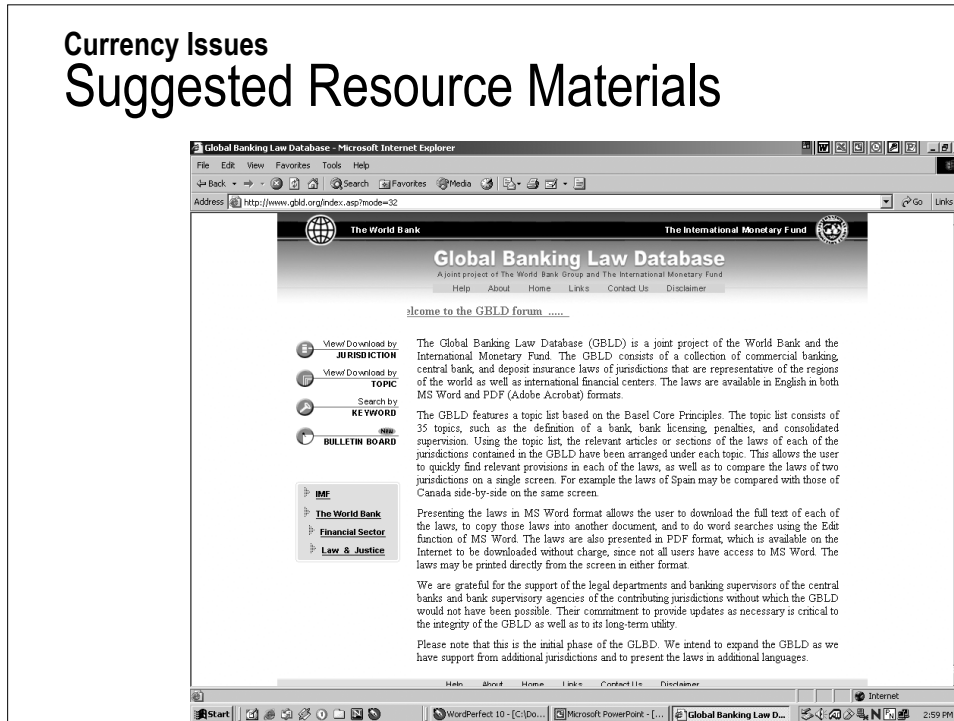 Currency Issues
Suggested Resource Materials
Global Banking Law Database - Microsoft Internet Explorer
File Edit View Favorites Tools Help
Back Search Favorites Media
Address http://www.gbld.org/index.asp?mode=32 Go Links
The World Bank The International Monetary Fund
Global Banking Law Database
A joint project of The World Bank Group and The International Monetary Fund
Help About Home Links Contact Us Disclaimer
elcome to the GBLD forum .....
View/Download by
JURISDICTION
View/Download by
TOPIC
Search by
KEYWORD
New
BULLETIN BOARD
IMF
The World Bank
Financial Sector
Law & Justice
The Global Banking Law Database (GBLD) is a joint project of the World Bank and the
International Monetary Fund. The GBLD consists of a collection of commercial banking,
central bank, and deposit insurance laws of jurisdictions that are representative of the regions
of the world as well as international financial centers. The laws are available in English in both
MS Word and PDF (Adobe Acrobat) formats.
The GBLD features a topic list based on the Basel Core Principles. The topic list consists of
35 topics, such as the definition of a bank, bank licensing, penalties, and consolidated
supervision. Using the topic list, the relevant articles or sections of the laws of each of the
jurisdictions contained in the GBLD have been arranged under each topic. This allows the user
to quickly find relevant provisions in each of the laws, as well as to compare the laws of two
jurisdictions on a single screen. For example the laws of Spain may be compared with those of
Canada side-by-side on the same screen.
Presenting the laws in MS Word format allows the user to download the full text of each of
the laws, to copy those laws into another document, and to do word searches using the Edit
function of MS Word. The laws are also presented in PDF format, which is available on the
Internet to be downloaded without charge, since not all users have access to MS Word. The
laws may be printed directly from the screen in either format.
We are grateful for the support of the legal departments and banking supervisors of the central
banks and bank supervisory agencies of the contributing jurisdictions without which the GBLD
would not have been possible. Their commitment to provide updates as necessary is critical to
the integrity of the GBLD as well as to its long-term utility.
Please note that this is the initial phase of the GLBD. We intend to expand the GBLD as we
have support from additional jurisdictions and to present the laws in additional languages.
Help About Home Links Contact Us Disclaimer
Internet
Start WordPerfect 10 - [C:\Do... Microsoft PowerPoint - [... Global Banking Law D... 2:59 PM